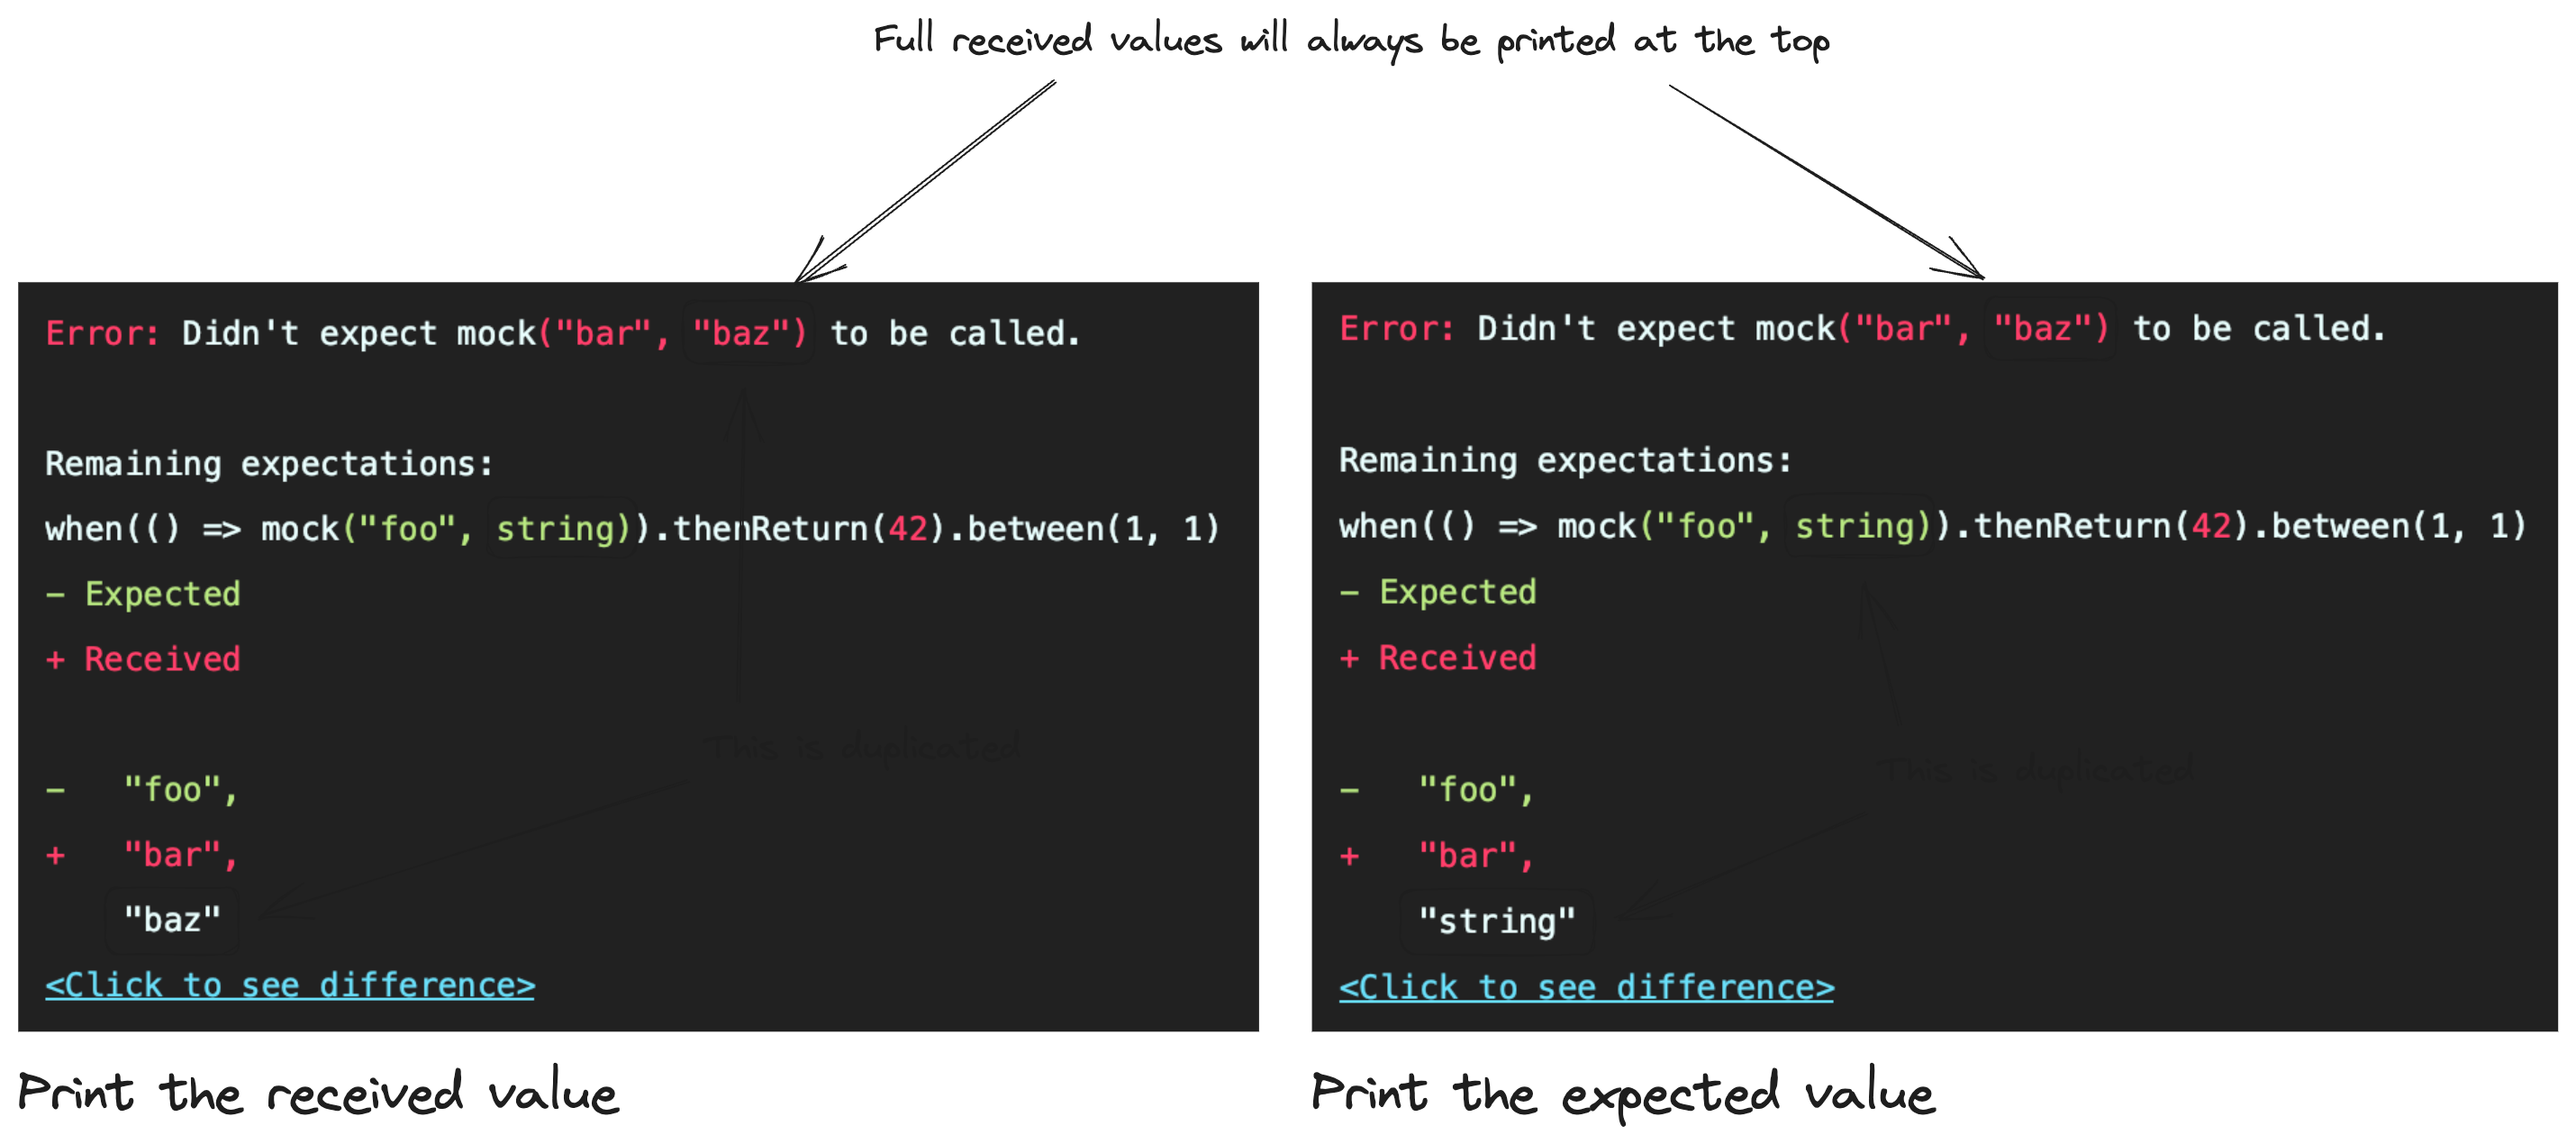 Full received values will always be printed at the top
Error: Didn't expect mock("bar", "baz") to be called.
Remaining expectations:
when(() => mock("foo", string)).thenReturn(42).between(1, 1)
- Expected
+ Received
This is duplicated
- "foo",
+ "bar",
"baz"
<Click to see difference>
Print the received value
Error: Didn't expect mock("bar", "baz") to be called.
Remaining expectations:
when(() => mock("foo", string)).thenReturn(42).between(1, 1)
- Expected
+ Received
This is duplicated
- "foo",
+ "bar",
"string"
<Click to see difference>
Print the expected value